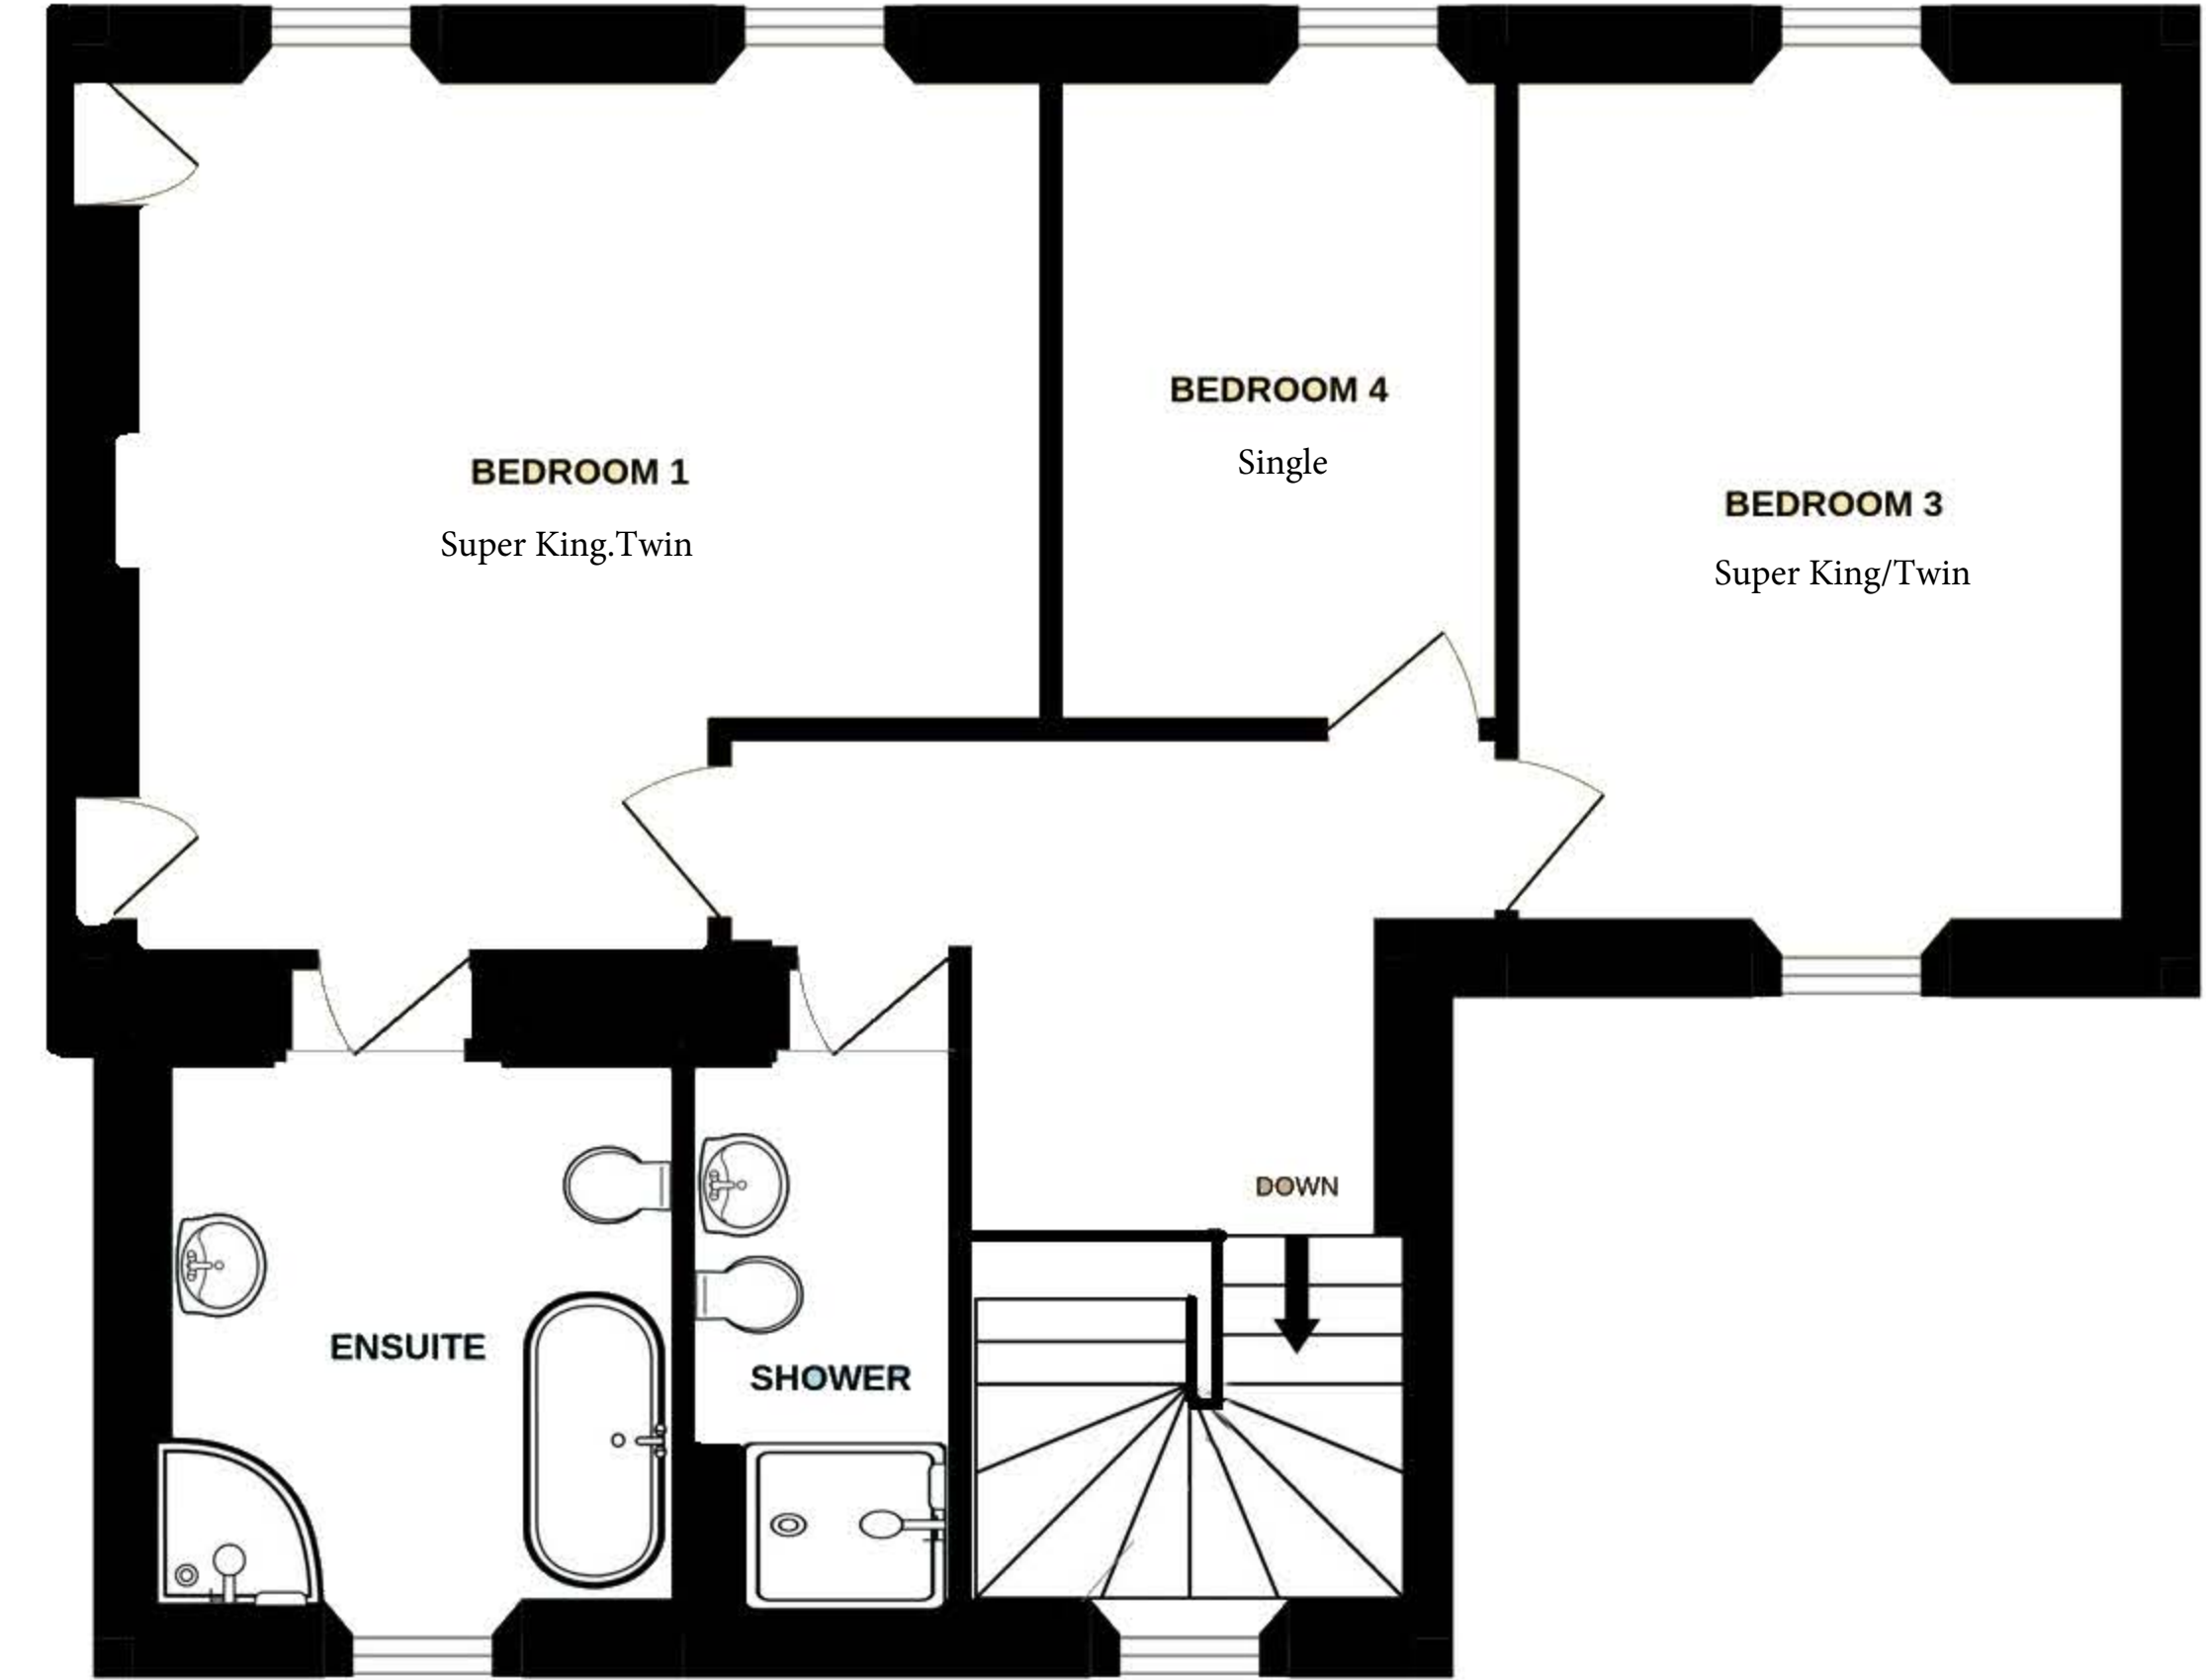 BEDROOM 1
Super King.Twin
BEDROOM 4
Single
BEDROOM 3
Super King/Twin
DOWN
ENSUITE
SHOWER